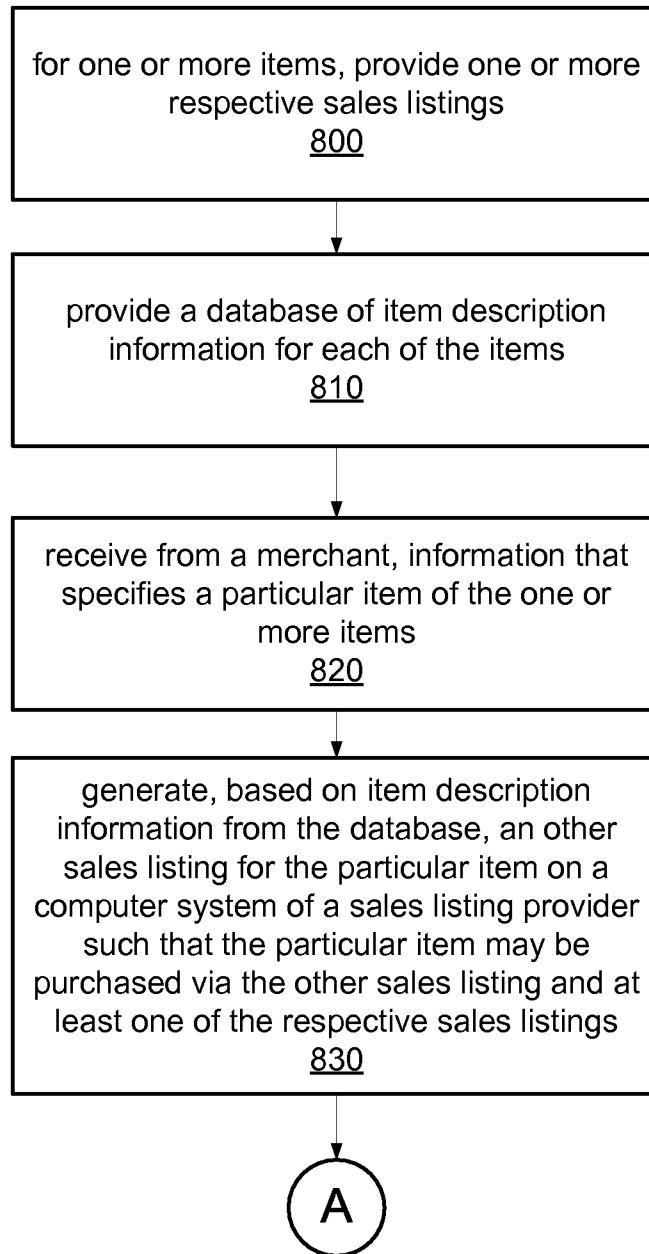 for one or more items, provide one or more
respective sales listings
800
provide a database of item description
information for each of the items
810
receive from a merchant, information that
specifies a particular item of the one or
more items
820
generate, based on item description
information from the database, an other
sales listing for the particular item on a
computer system of a sales listing provider
such that the particular item may be
purchased via the other sales listing and at
least one of the respective sales listings
830
A